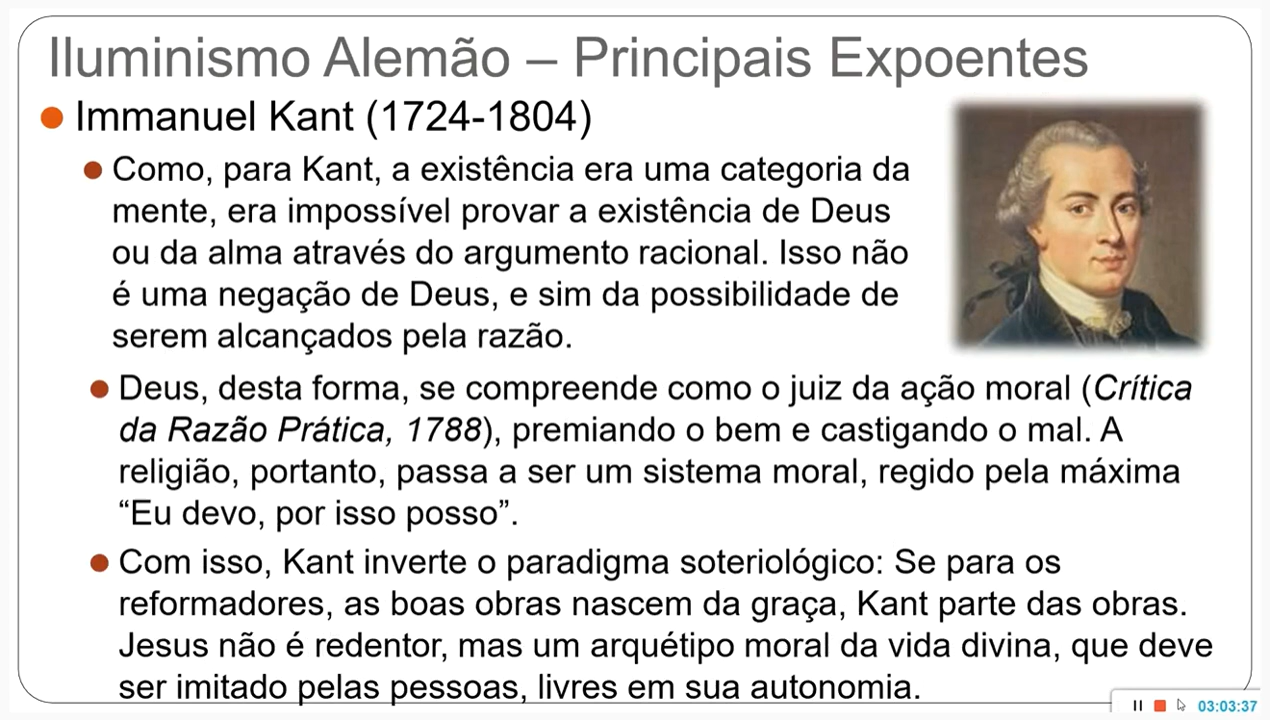 Iluminismo Alemão – Principais Expoentes
Immanuel Kant (1724-1804)
Como, para Kant, a existência era uma categoria da
mente, era impossível provar a existência de Deus
ou da alma através do argumento racional. Isso não
é uma negação de Deus, e sim da possibilidade de
serem alcançados pela razão.
Deus, desta forma, se compreende como o juiz da ação moral (Crítica
da Razão Prática, 1788), premiando o bem e castigando o mal. A
religião, portanto, passa a ser um sistema moral, regido pela máxima
“Eu devo, por isso posso”.
Com isso, Kant inverte o paradigma soteriológico: Se para os
reformadores, as boas obras nascem da graça, Kant parte das obras.
Jesus não é redentor, mas um arquétipo moral da vida divina, que deve
ser imitado pelas pessoas, livres em sua autonomia.
03:03:37